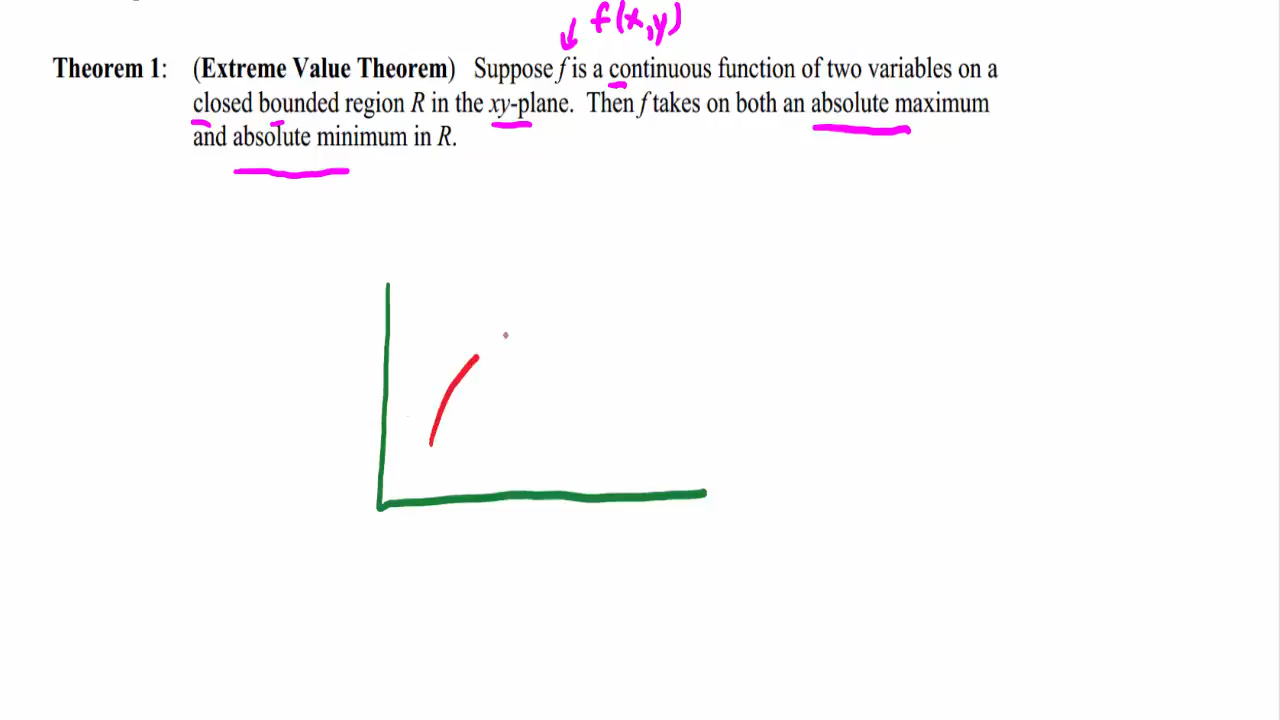 f(x,y)
Theorem 1: (Extreme Value Theorem) Suppose f is a continuous function of two variables on a
closed bounded region R in the xy-plane. Then f takes on both an absolute maximum
and absolute minimum in R.